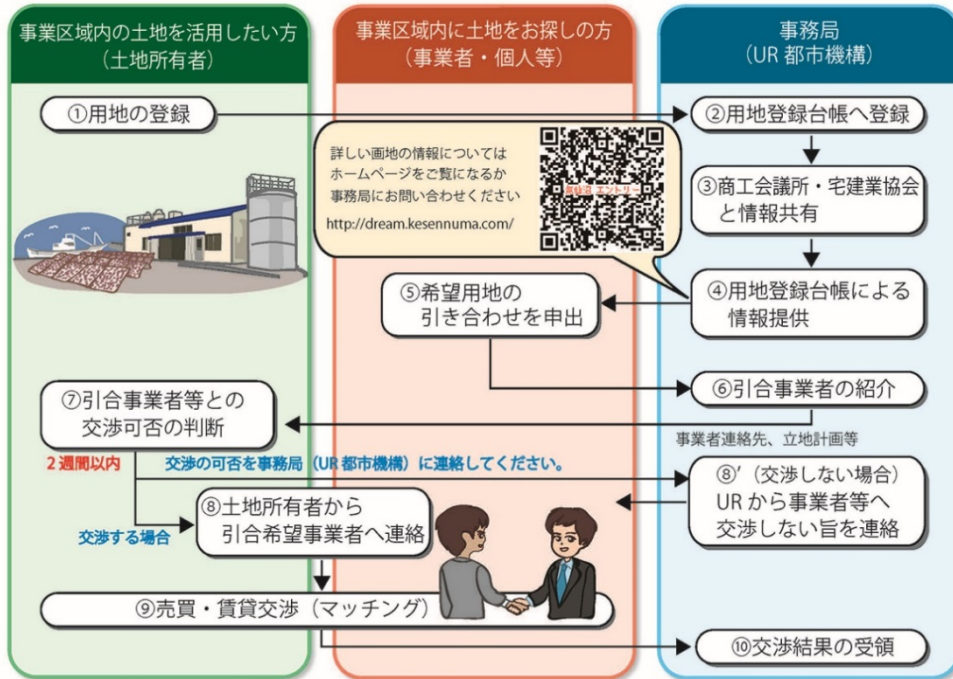 事業区域内の土地を活用したい方
（土地所有者）
事業区域内に土地をお探しの方
（事業者・個人等）
事務局
（UR 都市機構）
①用地の登録
②用地登録台帳へ登録
詳しい画地の情報については
ホームページをご覧になるか
事務局にお問い合わせください
http://dream.kesennuma.com/
気仙沼 エントリー
③商工会議所・宅建業協会
と情報共有
④用地登録台帳による
情報提供
⑤希望用地の
引き合わせを申出
⑥引合事業者の紹介
事業者連絡先、立地計画等
⑦引合事業者等との
交渉可否の判断
２週間以内
交渉の可否を事務局（UR 都市機構）に連絡してください。
⑧’（交渉しない場合）
UR から事業者等へ
交渉しない旨を連絡
⑧土地所有者から
引合希望事業者へ連絡
交渉する場合
⑨売買・賃貸交渉（マッチング）
⑩交渉結果の受領